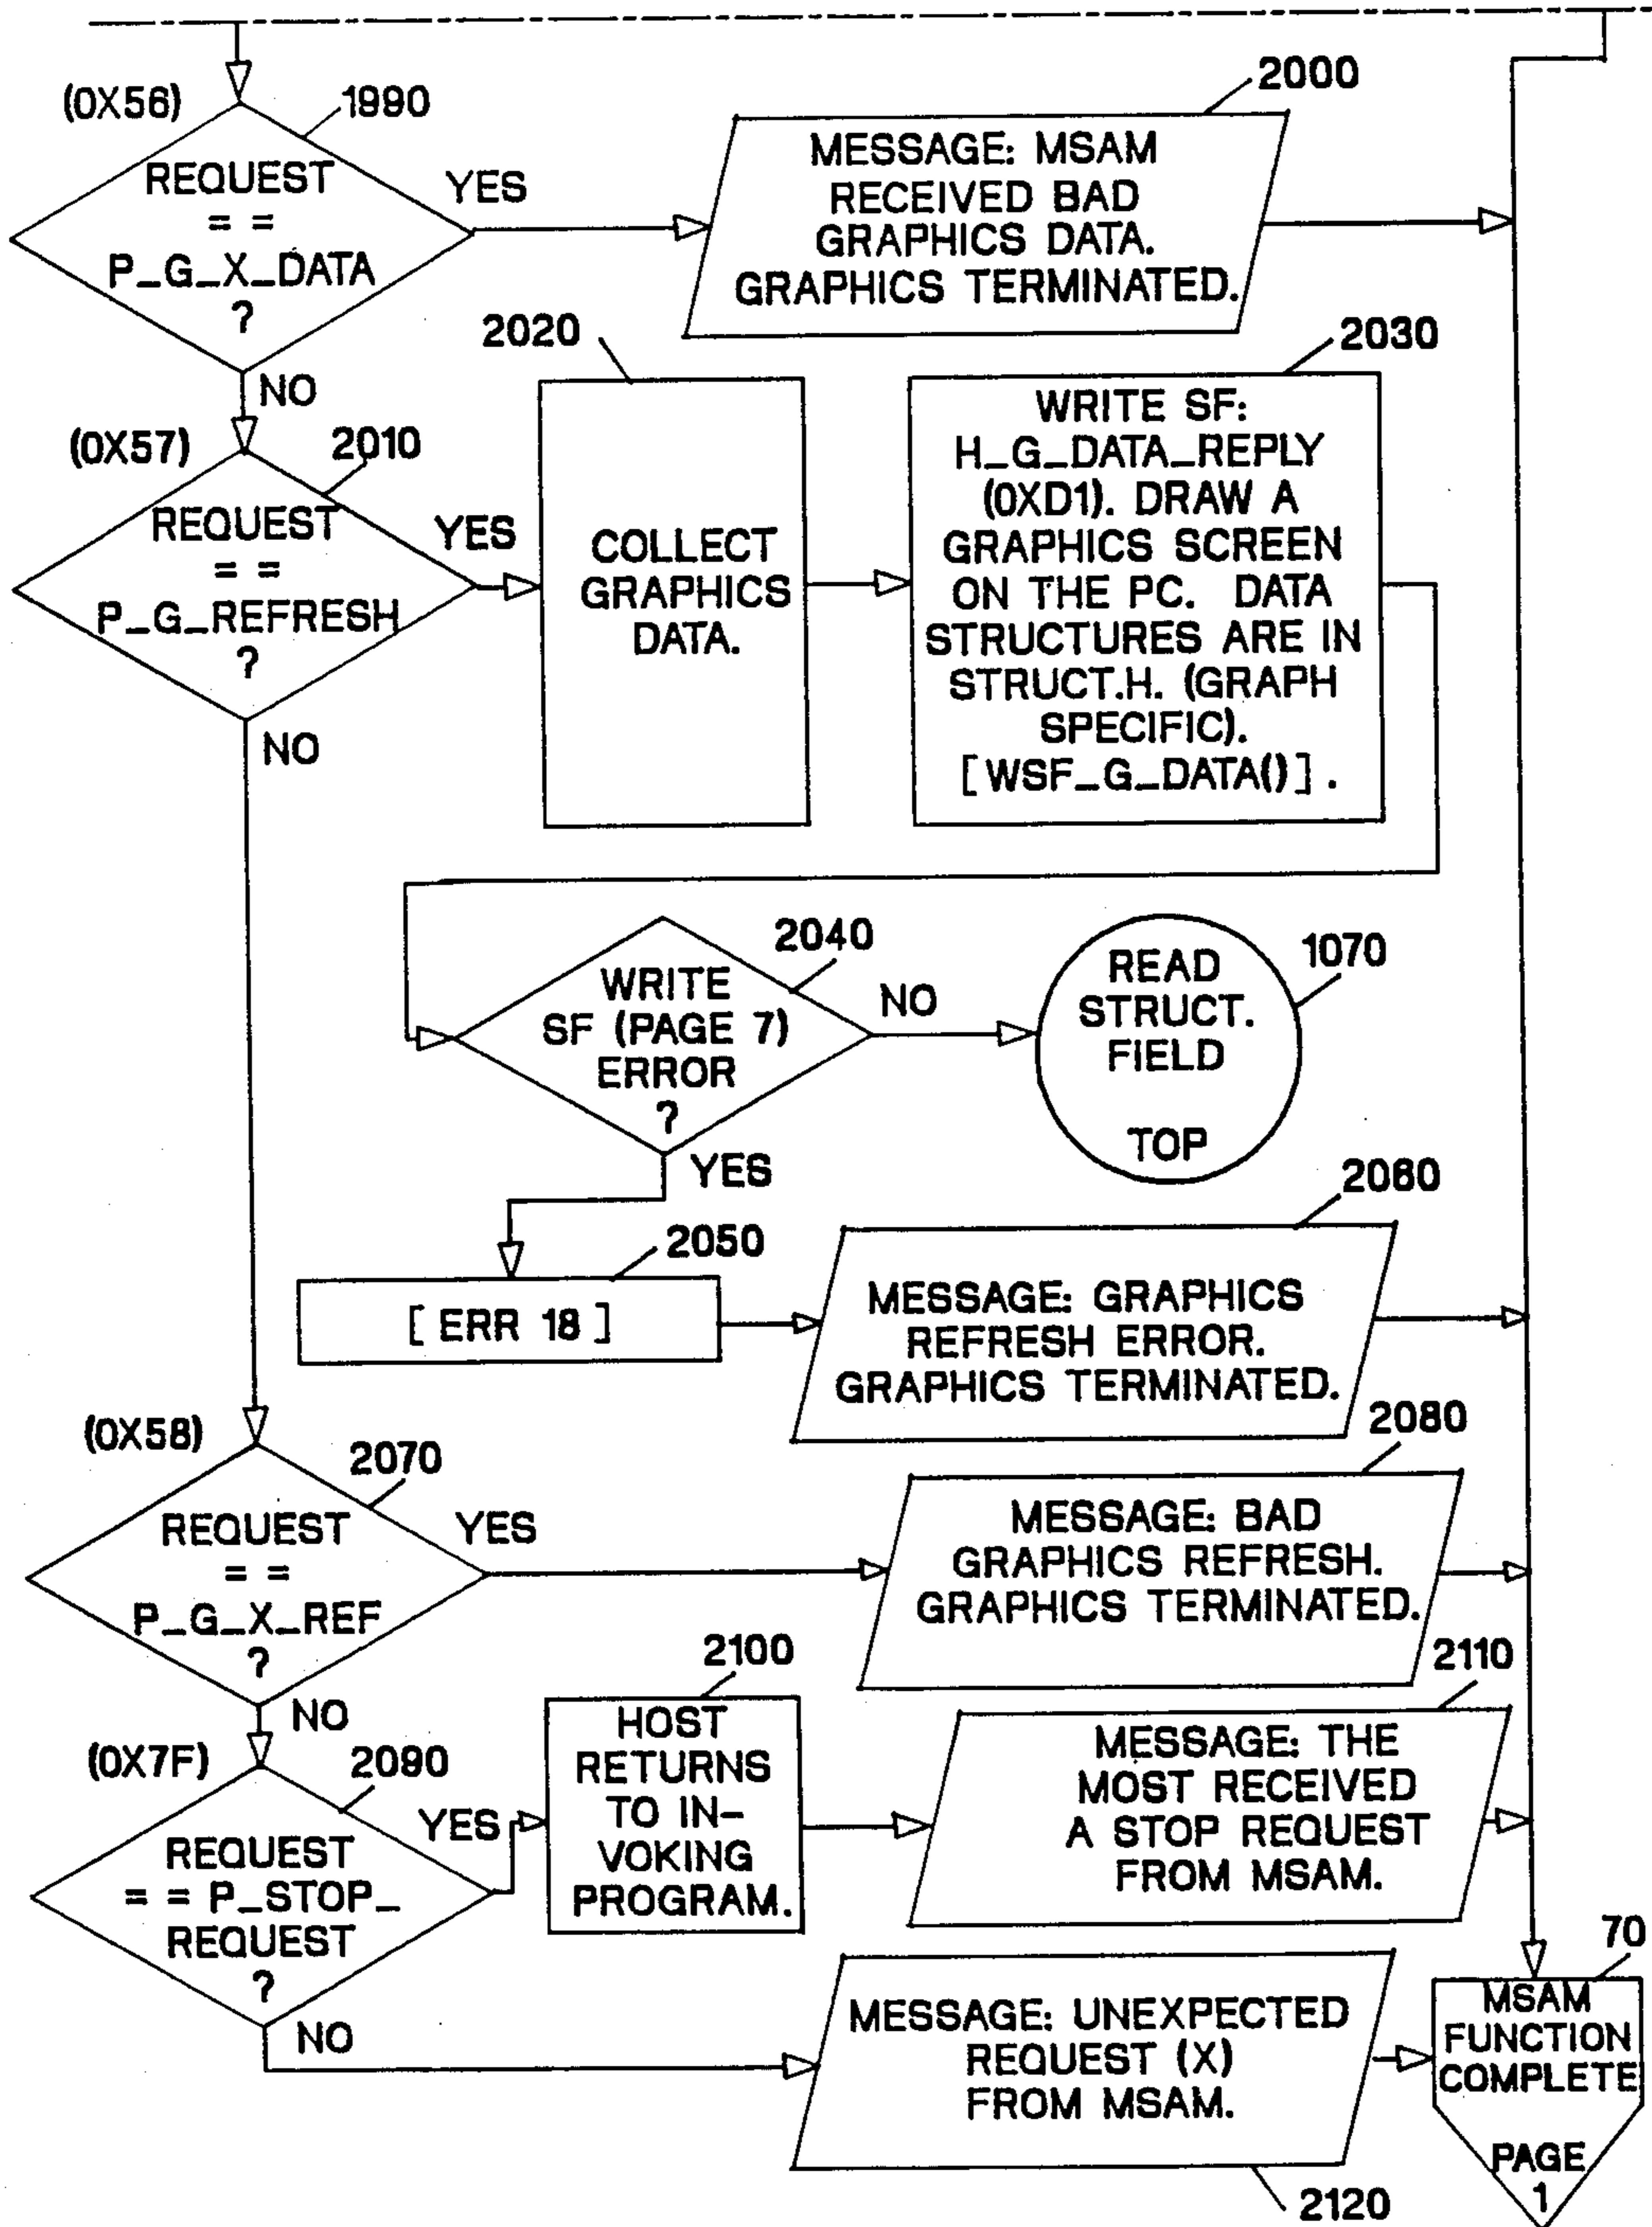 (0X56)
1990
REQUEST
= =
P_G_X_DATA
?
YES
NO
2000
MESSAGE: MSAM
RECEIVED BAD
GRAPHICS DATA.
GRAPHICS TERMINATED.
(0X57)
2010
REQUEST
= =
P_G_REFRESH
?
YES
NO
2020
COLLECT
GRAPHICS
DATA.
2030
WRITE SF:
H_G_DATA_REPLY
(0XD1). DRAW A
GRAPHICS SCREEN
ON THE PC. DATA
STRUCTURES ARE IN
STRUCT.H. (GRAPH
SPECIFIC).
[WSF_G_DATA()] .
2040
WRITE
SF (PAGE 7)
ERROR
?
NO
YES
1070
READ
STRUCT.
FIELD
TOP
2050
[ ERR 18 ]
2060
MESSAGE: GRAPHICS
REFRESH ERROR.
GRAPHICS TERMINATED.
(0X58)
2070
REQUEST
= =
P_G_X_REF
?
YES
NO
2080
MESSAGE: BAD
GRAPHICS REFRESH.
GRAPHICS TERMINATED.
(0X7F)
2090
REQUEST
= = P_STOP_
REQUEST
?
YES
NO
2100
HOST
RETURNS
TO IN-
VOKING
PROGRAM.
2110
MESSAGE: THE
MOST RECEIVED
A STOP REQUEST
FROM MSAM.
MESSAGE: UNEXPECTED
REQUEST (X)
FROM MSAM.
2120
70
MSAM
FUNCTION
COMPLETE
PAGE
1